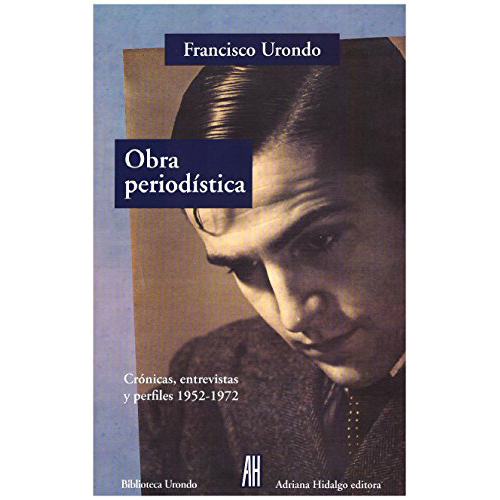 Francisco Urondo
Obra
periodística
Crónicas, entrevistas
y perfiles 1952-1972
Biblioteca Urondo
AH
Adriana Hidalgo editora